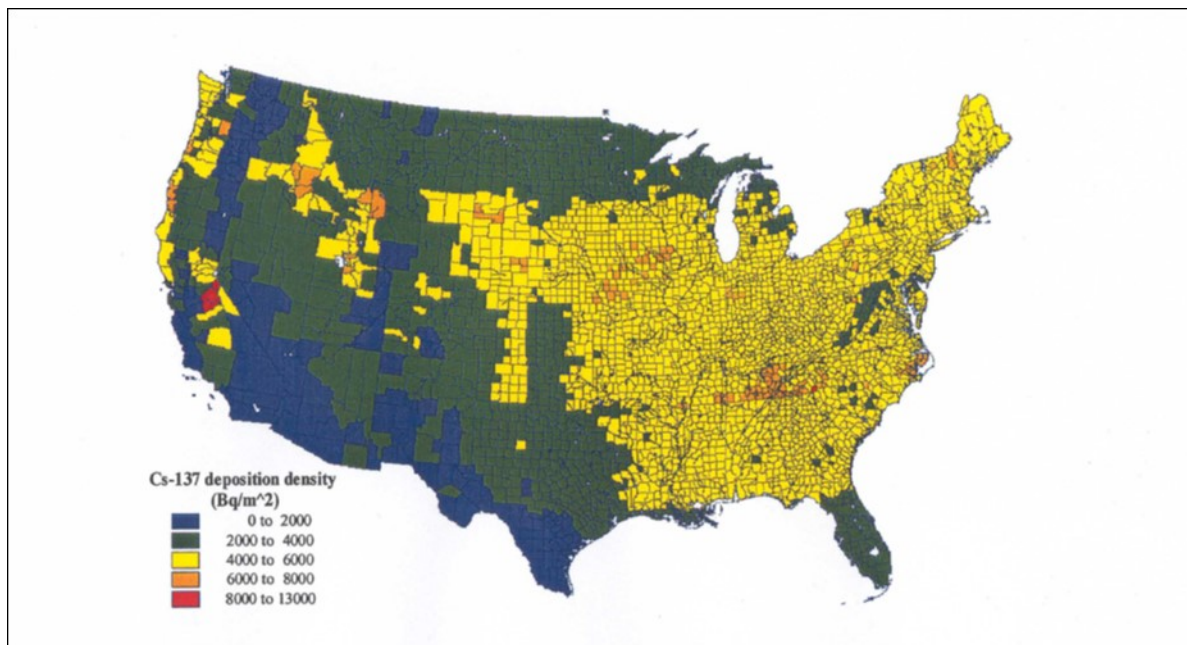 Cs-137 deposition density
(Bq/m^2)
0 to 2000
2000 to 4000
4000 to 6000
6000 to 8000
8000 to 13000